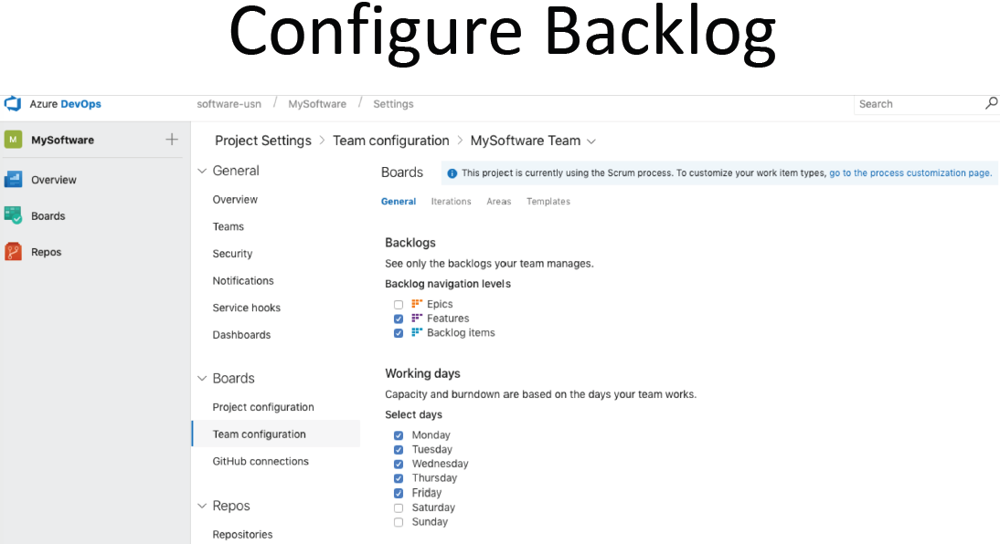 Configure Backlog
Azure DevOps
software-usn / MySoftware / Settings
Search
M MySoftware
Project Settings > Team configuration > MySoftware Team
Overview
Boards
Repos
General
Overview
Teams
Security
Notifications
Service hooks
Dashboards
Boards
Project configuration
Team configuration
GitHub connections
Repos
Repositories
Boards
This project is currently using the Scrum process. To customize your work item types, go to the process customization page.
General Iterations Areas Templates
Backlogs
See only the backlogs your team manages.
Backlog navigation levels
Epics
Features
Backlog items
Working days
Capacity and burndown are based on the days your team works.
Select days
Monday
Tuesday
Wednesday
Thursday
Friday
Saturday
Sunday